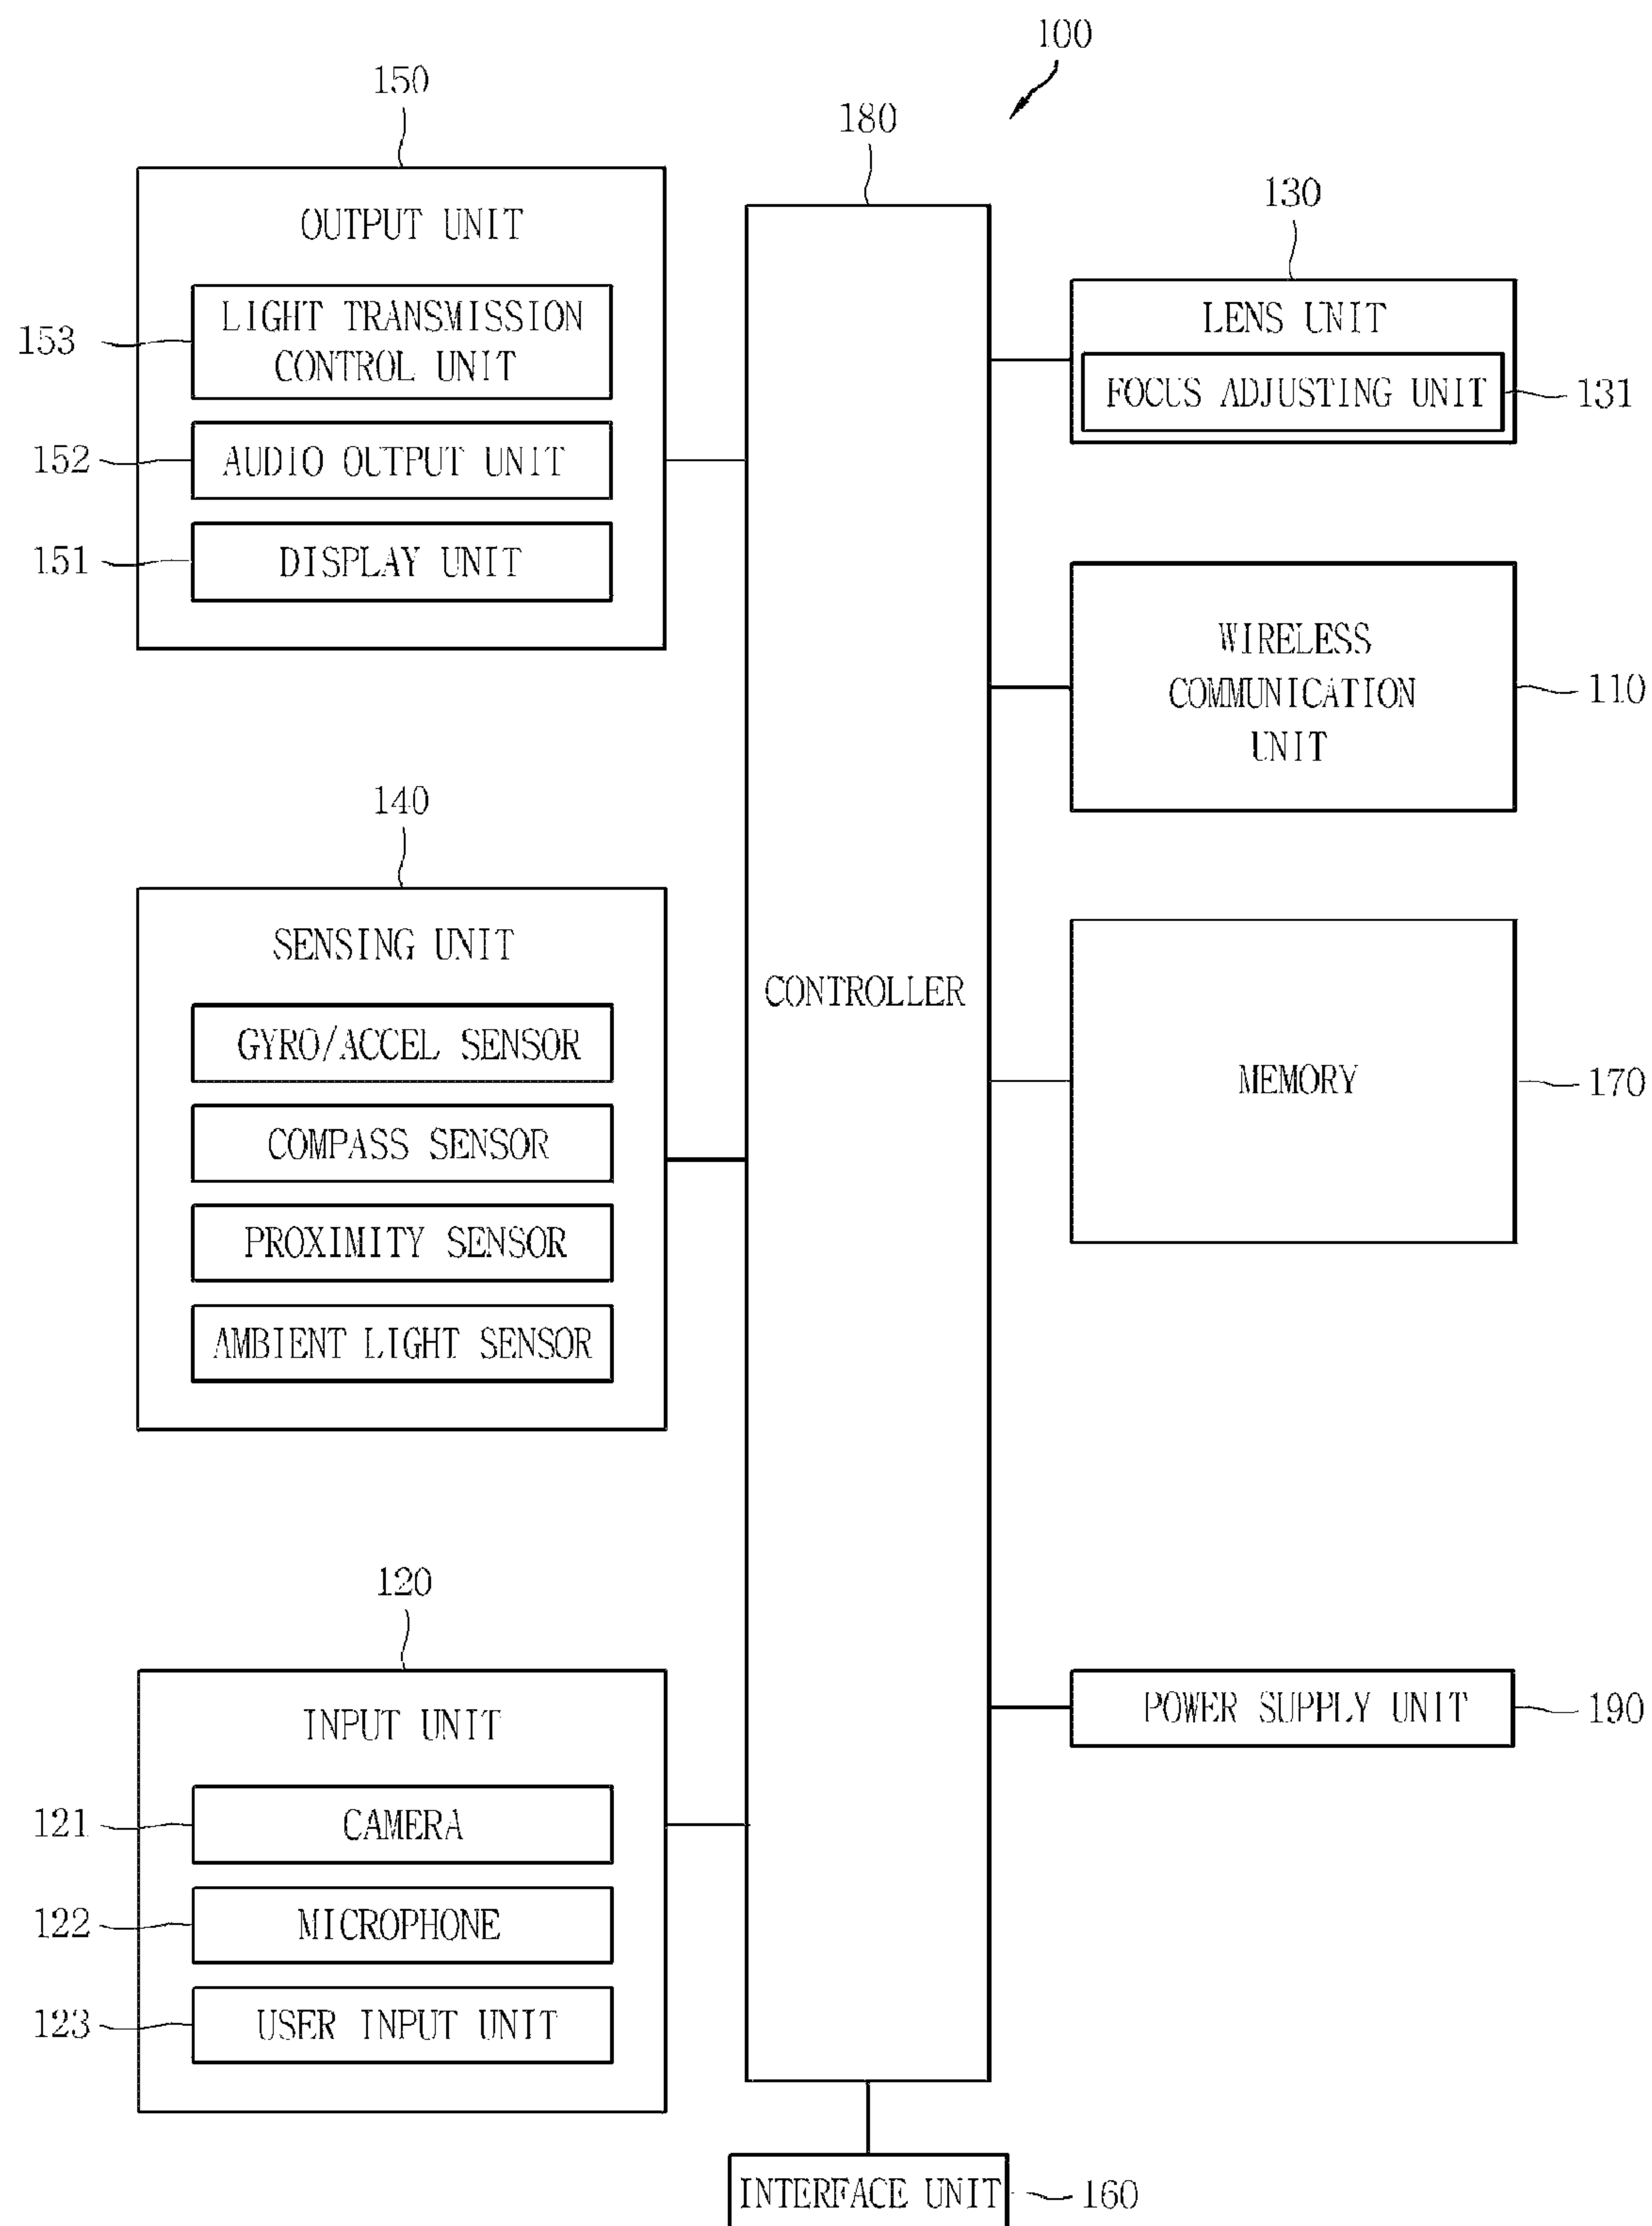 100
150
180
130
OUTPUT UNIT
153
LIGHT TRANSMISSION
CONTROL UNIT
152
AUDIO OUTPUT UNIT
151
DISPLAY UNIT
LENS UNIT
FOCUS ADJUSTING UNIT
131
WIRELESS
COMMUNICATION
UNIT
110
140
SENSING UNIT
GYRO/ACCEL SENSOR
COMPASS SENSOR
PROXIMITY SENSOR
AMBIENT LIGHT SENSOR
CONTROLLER
MEMORY
170
120
INPUT UNIT
121
CAMERA
122
MICROPHONE
123
USER INPUT UNIT
POWER SUPPLY UNIT
190
INTERFACE UNIT
160